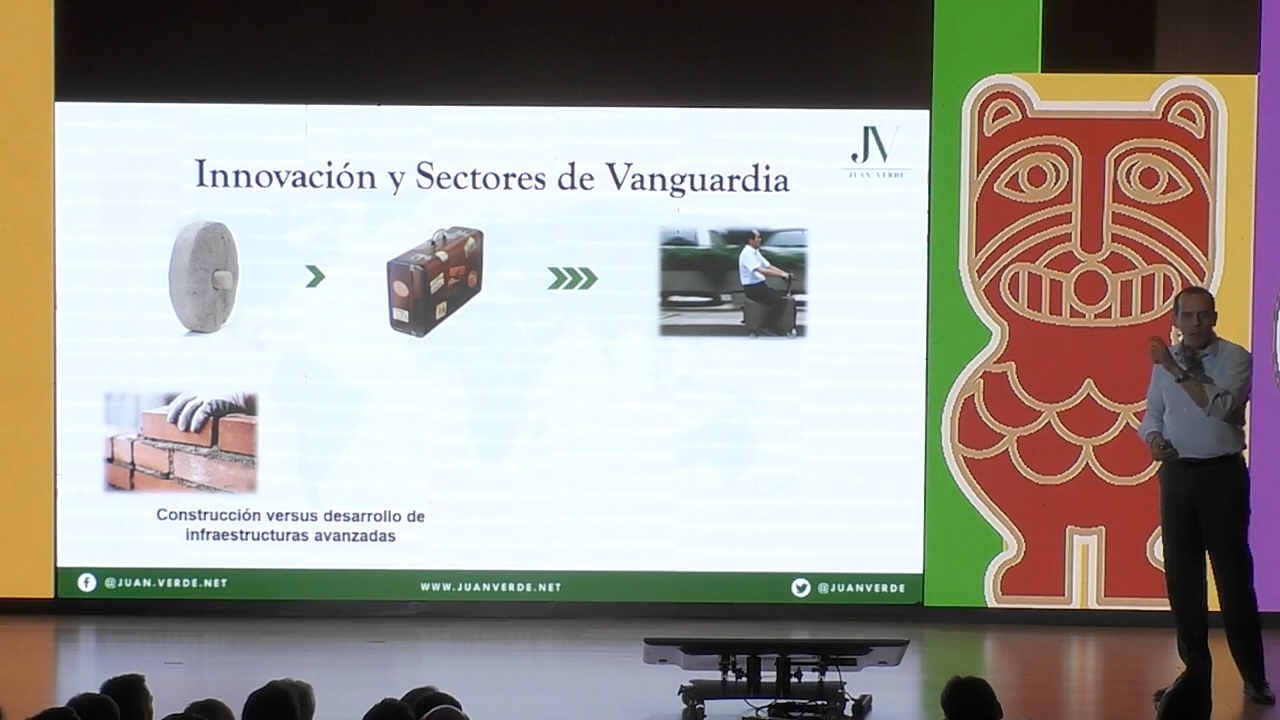 JV
JUAN VERDE
Innovación y Sectores de Vanguardia
Construcción versus desarrollo de
infraestructuras avanzadas
@JUAN.VERDE.NET
WWW.JUANVERDE.NET
@JUANVERDE